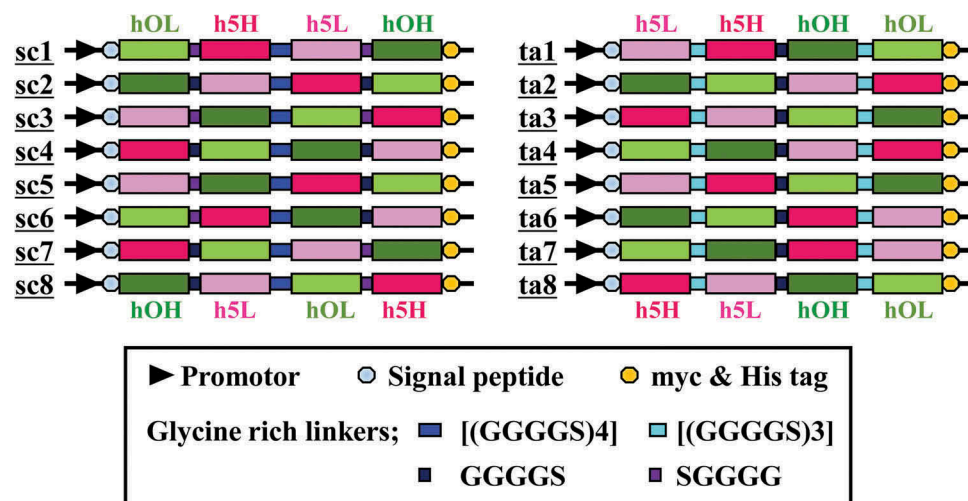 hOL h5H h5L hOH h5L h5H hOH hOL
sc1 ta1
sc2 ta2
sc3 ta3
sc4 ta4
sc5 ta5
sc6 ta6
sc7 ta7
sc8 ta8
hOH h5L hOL h5H h5H h5L hOH hOL
Promotor Signal peptide myc & His tag
Glycine rich linkers; [(GGGGS)4] [(GGGGS)3]
GGGGS SGGGG